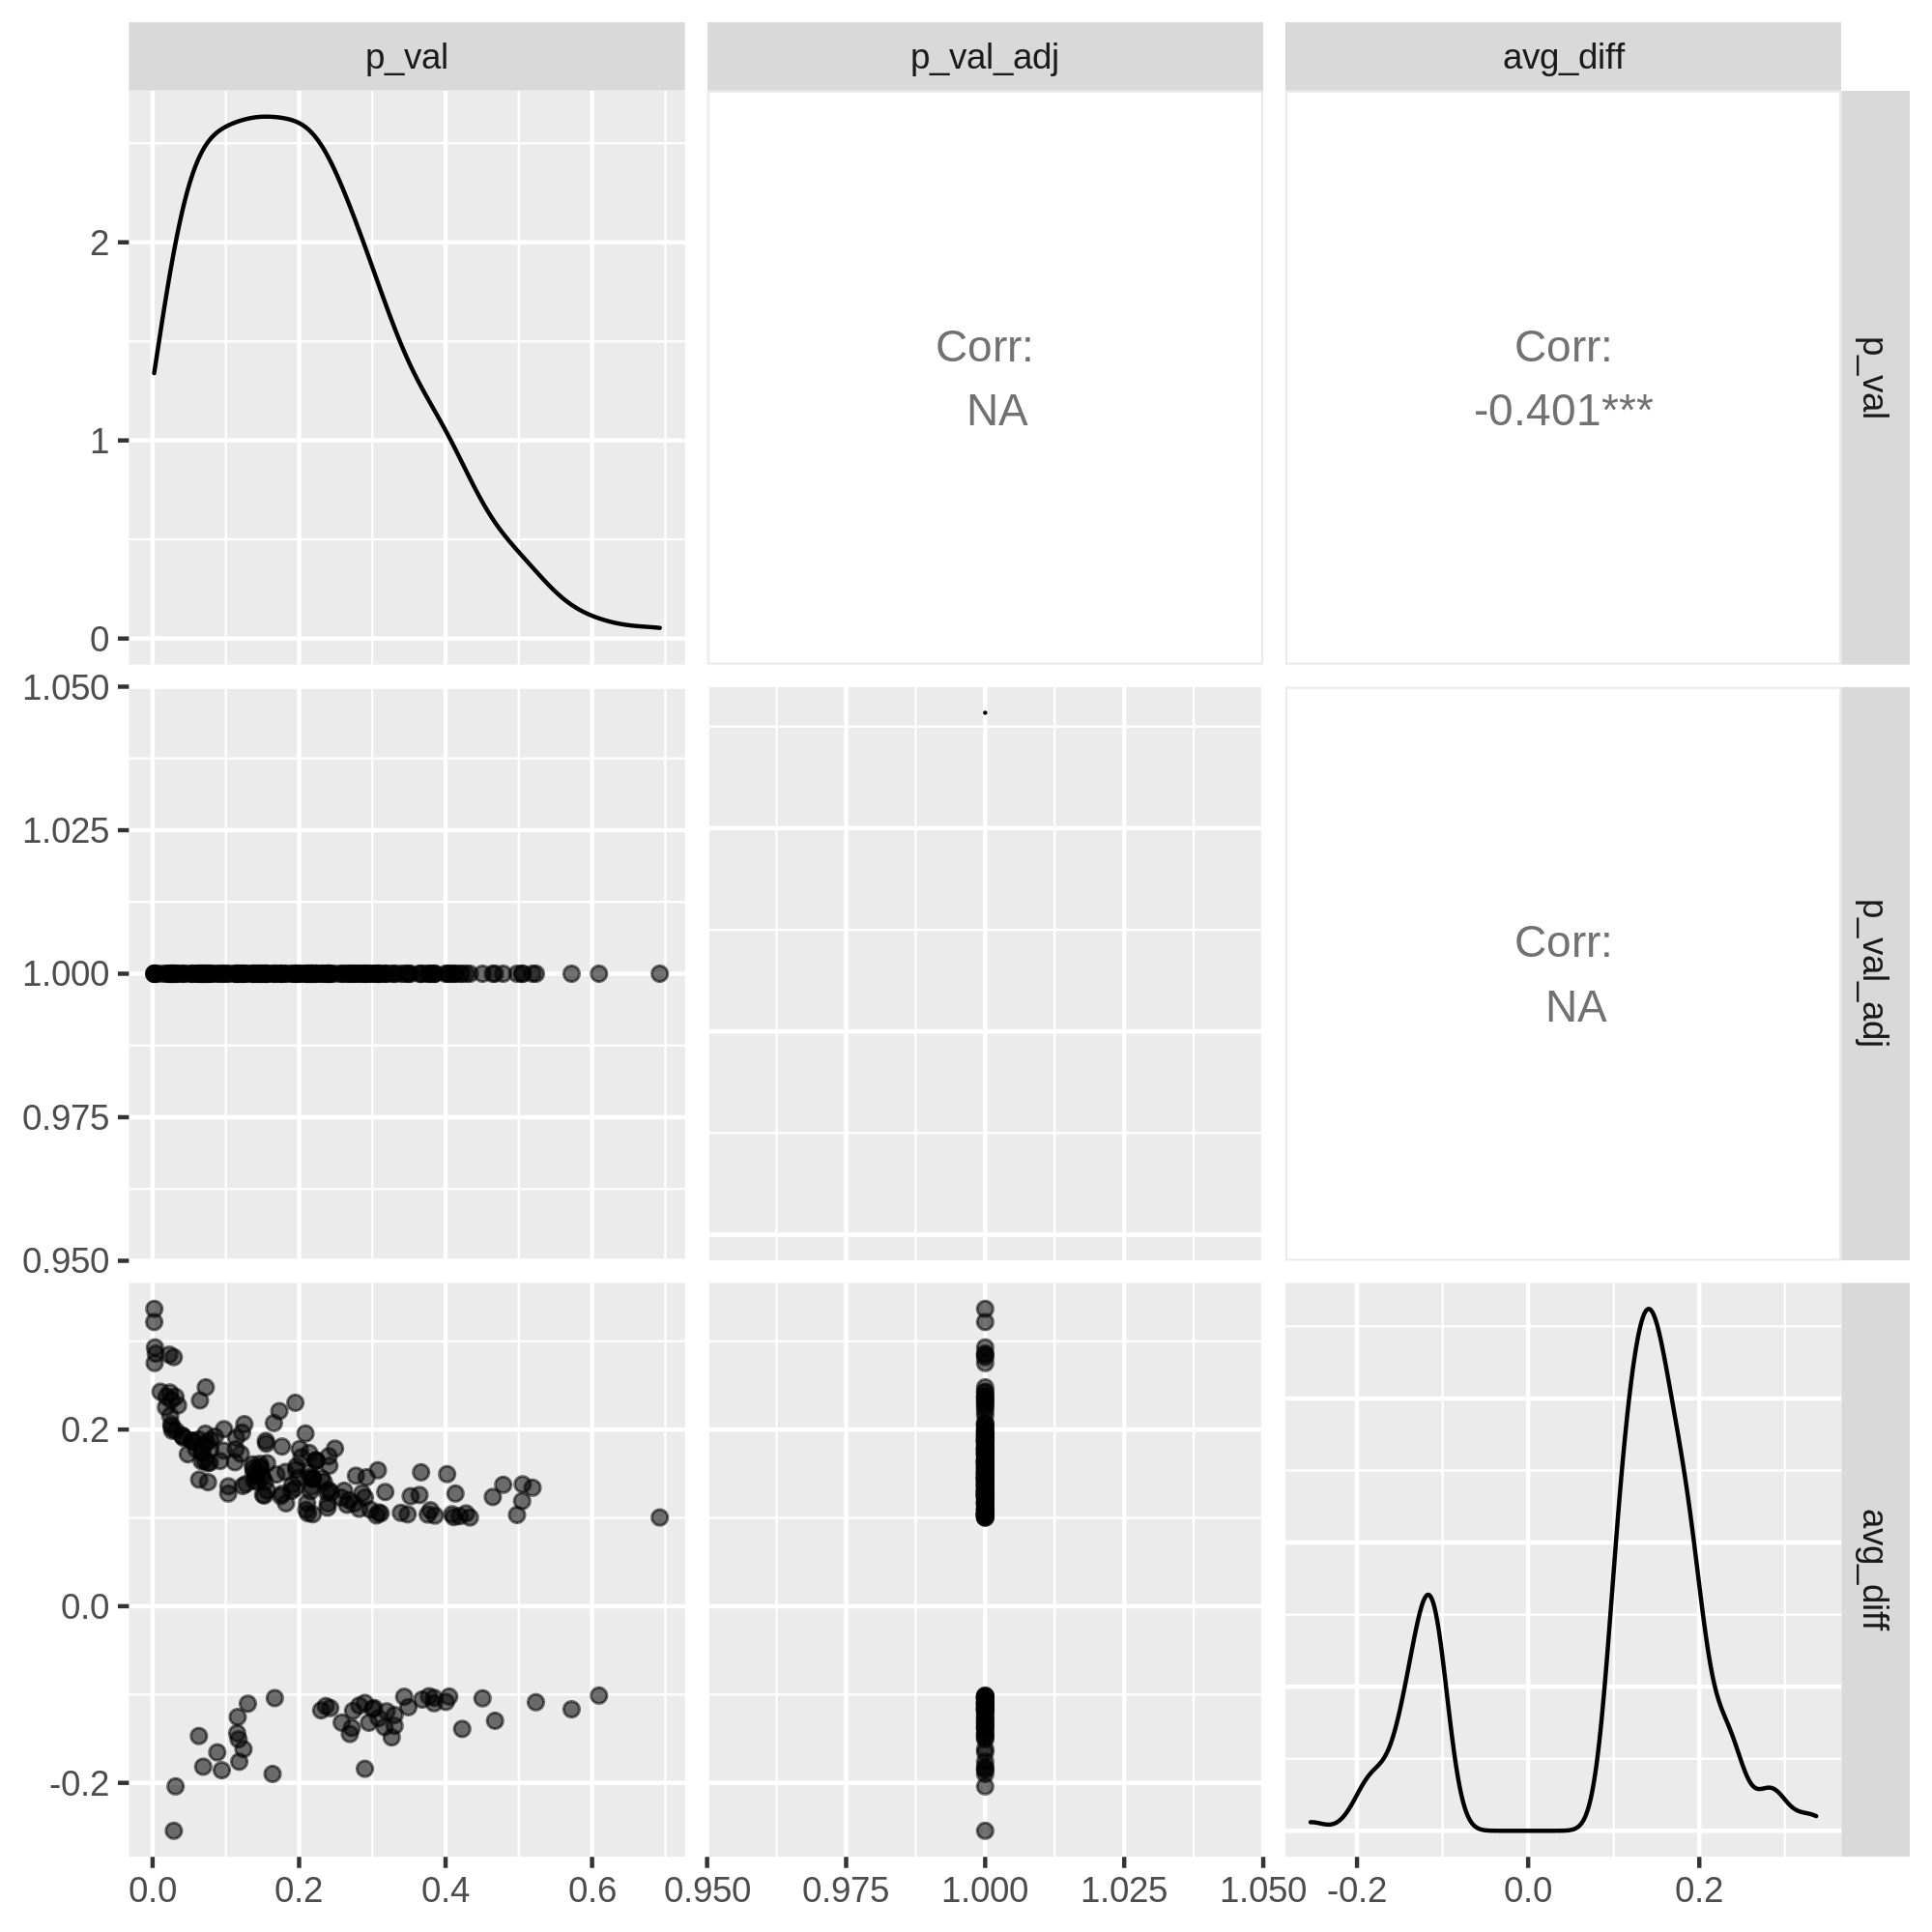 p_val
p_val_adj
avg_diff
2
1
0
Corr:
NA
Corr:
-0.401***
p_val
1.050
1.025
1.000
0.975
0.950
Corr:
NA
p_val_adj
0.2
0.0
-0.2
avg_diff
0.0 0.2 0.4 0.6 0.950 0.975 1.000 1.025 1.050 -0.2 0.0 0.2